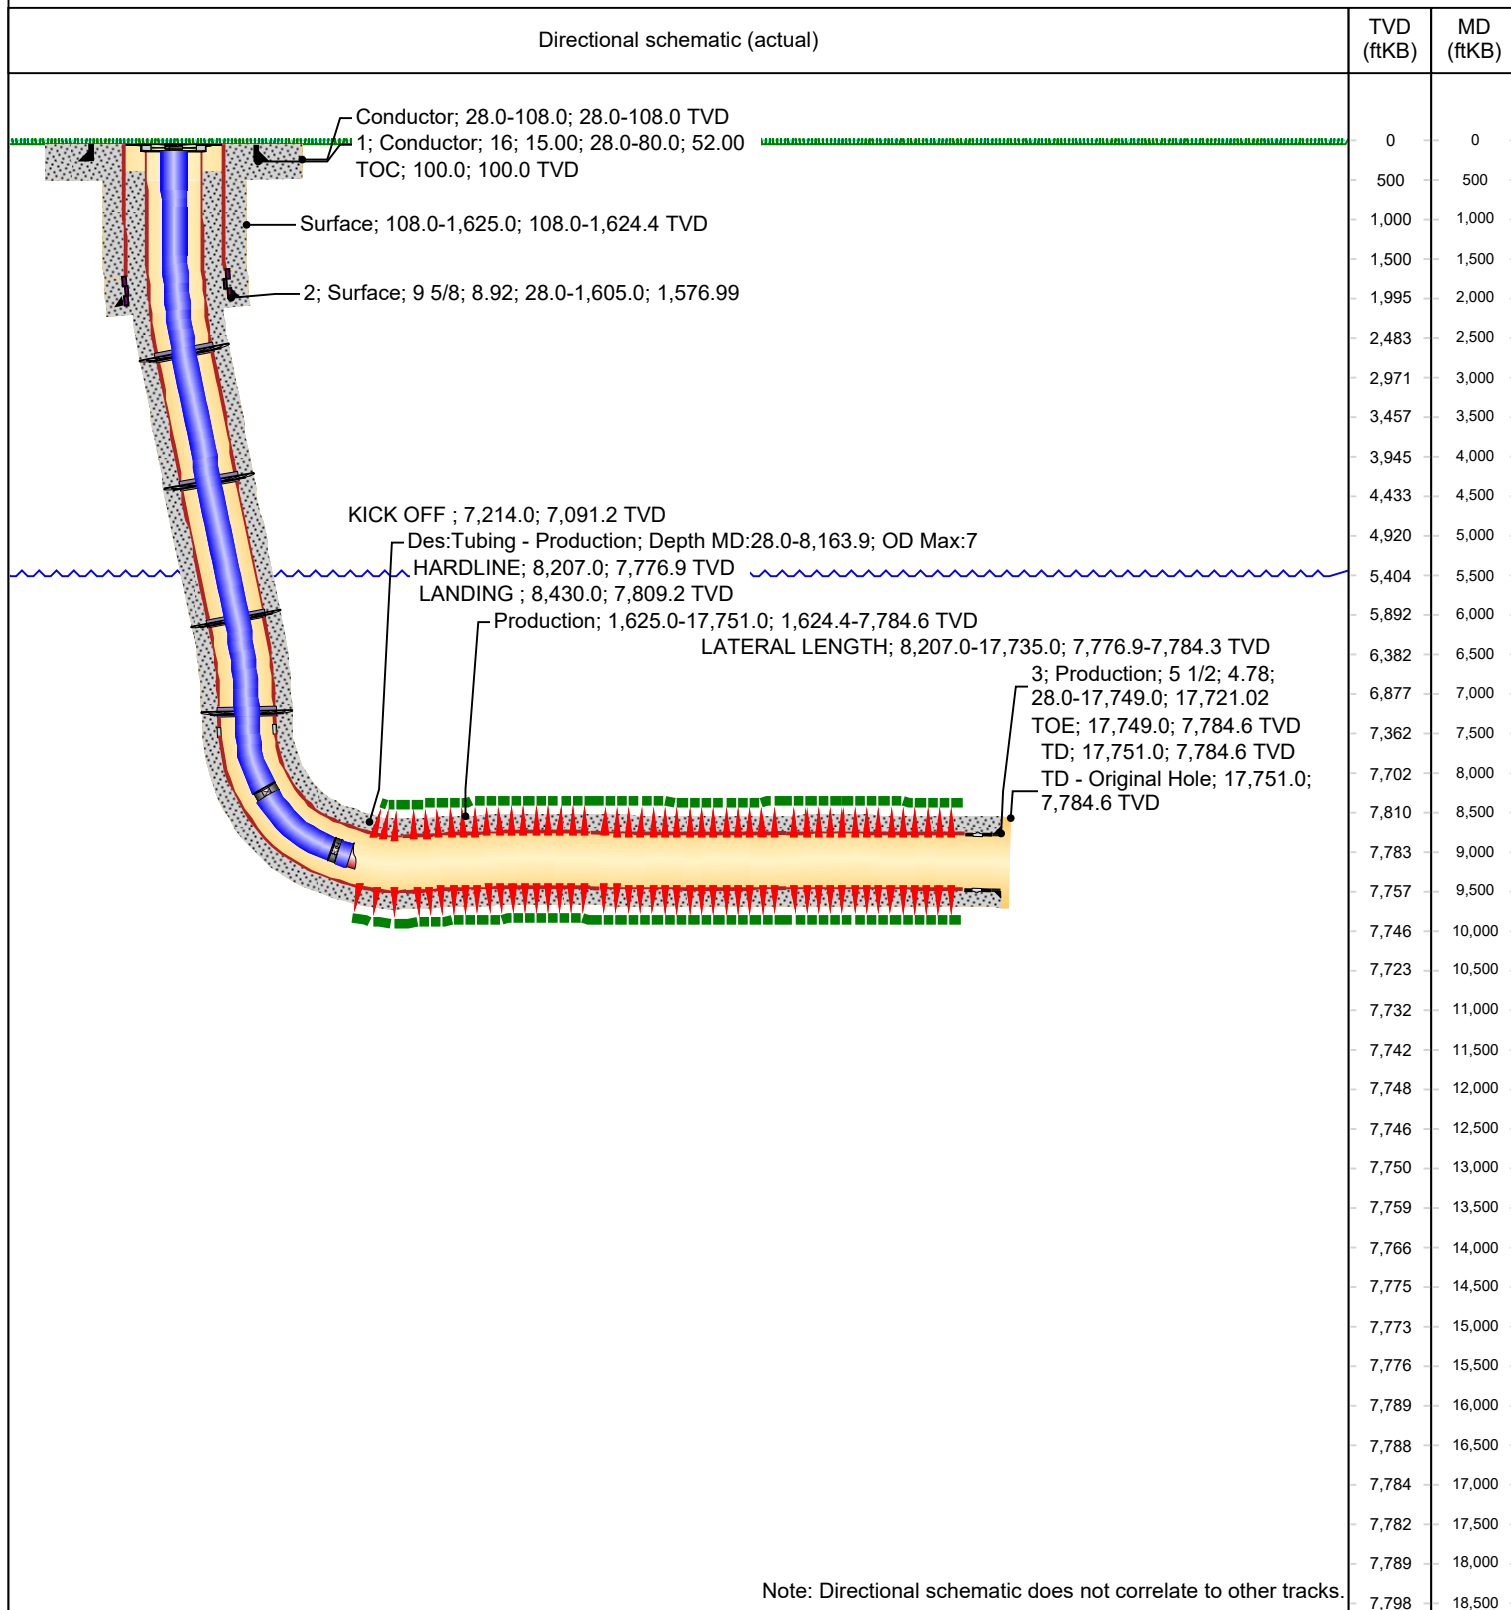 Directional schematic (actual)
TVD (ftKB)
MD (ftKB)
Conductor; 28.0-108.0; 28.0-108.0 TVD
1; Conductor; 16; 15.00; 28.0-80.0; 52.00
TOC; 100.0; 100.0 TVD
Surface; 108.0-1,625.0; 108.0-1,624.4 TVD
2; Surface; 9 5/8; 8.92; 28.0-1,605.0; 1,576.99
KICK OFF ; 7,214.0; 7,091.2 TVD
Des:Tubing - Production; Depth MD:28.0-8,163.9; OD Max:7
HARDLINE; 8,207.0; 7,776.9 TVD
LANDING ; 8,430.0; 7,809.2 TVD
Production; 1,625.0-17,751.0; 1,624.4-7,784.6 TVD
LATERAL LENGTH; 8,207.0-17,735.0; 7,776.9-7,784.3 TVD
3; Production; 5 1/2; 4.78;
28.0-17,749.0; 17,721.02
TOE; 17,749.0; 7,784.6 TVD
TD; 17,751.0; 7,784.6 TVD
TD - Original Hole; 17,751.0;
7,784.6 TVD
0 0
500 500
1,000 1,000
1,500 1,500
1,995 2,000
2,483 2,500
2,971 3,000
3,457 3,500
3,945 4,000
4,433 4,500
4,920 5,000
5,404 5,500
5,892 6,000
6,382 6,500
6,877 7,000
7,362 7,500
7,702 8,000
7,810 8,500
7,783 9,000
7,757 9,500
7,746 10,000
7,723 10,500
7,732 11,000
7,742 11,500
7,748 12,000
7,746 12,500
7,750 13,000
7,759 13,500
7,766 14,000
7,775 14,500
7,773 15,000
7,776 15,500
7,789 16,000
7,788 16,500
7,784 17,000
7,782 17,500
7,789 18,000
7,798 18,500
Note: Directional schematic does not correlate to other tracks.